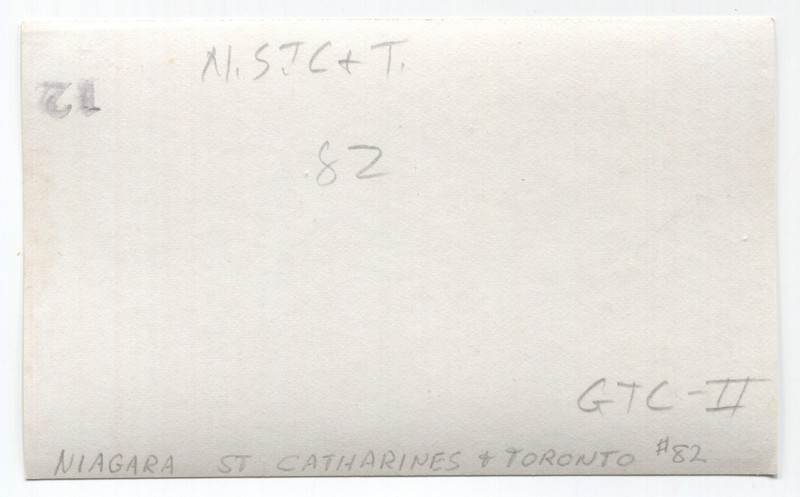 N. S.T C & T.
12
82
GTC-II
NIAGARA ST CATHARINES & TORONTO #82